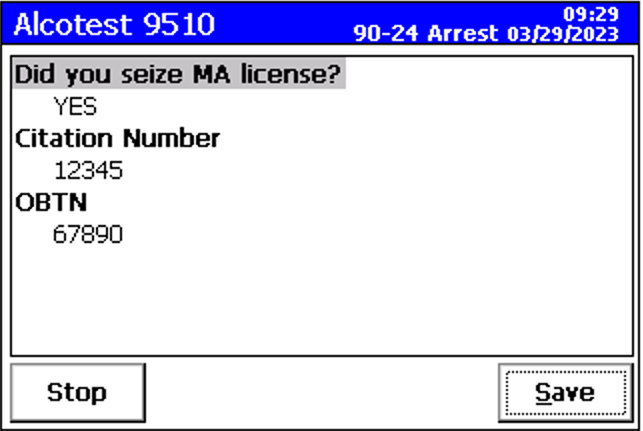 Alcotest 9510
09:29
90-24 Arrest 03/29/2023
Did you seize MA license?
YES
Citation Number
12345
OBTN
67890
Stop
Save